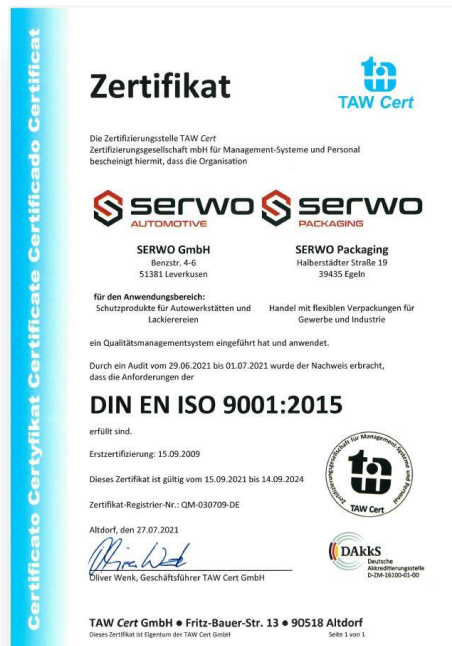 Certificato Certyfikat Certificate Certificado Certificat
Zertifikat
TAW Cert
Die Zertifizierungsstelle TAW Cert
Zertifizierungsgesellschaft mbH für Management-Systeme und Personal
bescheinigt hiermit, dass die Organisation
serwo
AUTOMOTIVE
serwo
PACKAGING
SERWO GmbH
Benzstr. 4-6
51381 Leverkusen
SERWO Packaging
Halberstädter Straße 19
39435 Egeln
für den Anwendungsbereich:
Schutzprodukte für Autowerkstätten und
Lackierereien
Handel mit flexiblen Verpackungen für
Gewerbe und Industrie
ein Qualitätsmanagementsystem eingeführt hat und anwendet.
Durch ein Audit vom 29.06.2021 bis 01.07.2021 wurde der Nachweis erbracht,
dass die Anforderungen der
DIN EN ISO 9001:2015
erfüllt sind.
Erstzertifizierung: 15.09.2009
Dieses Zertifikat ist gültig vom 15.09.2021 bis 14.09.2024
Zertifikat-Registrier-Nr.: QM-030709-DE
Zertifizierungsgesellschaft für Management-Systeme und Personal
TAW Cert
Altdorf, den 27.07.2021
Oliver Wenk, Geschäftsführer TAW Cert GmbH
DAkkS
Deutsche
Akkreditierungsstelle
D-ZM-16100-01-00
TAW Cert GmbH ● Fritz-Bauer-Str. 13 ● 90518 Altdorf
Dieses Zertifikat ist Eigentum der TAW Cert GmbH
Seite 1 von 1